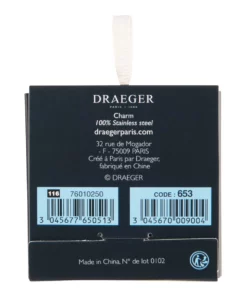 DRAEGER
PARIS - 1886
Charm
100% Stainless steel
draegerparis.com
32 rue de Mogador
- F - 75009 PARIS
Créé à Paris par Draeger,
fabriqué en Chine
© DRAEGER
116 76010250
CODE : 653
3 045677 650513
3 045670 009004
Made in China, N° de lot 0102